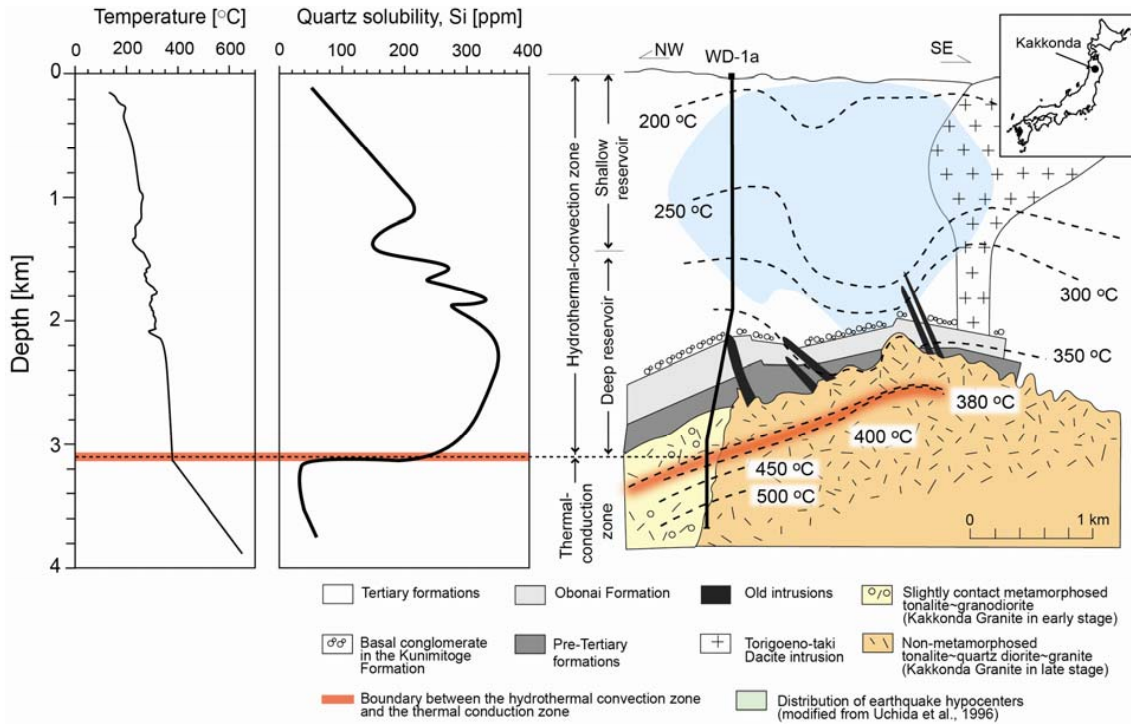 Temperature [°C]
0 200 400 600
Quartz solubility, Si [ppm]
0 100 200 300 400
Depth [km]
0
1
2
3
4
Hydrothermal-convection zone
Thermal-
conduction
zone
Shallow
reservoir
Deep reservoir
NW
WD-1a
SE
Kakkonda
200 °C
250 °C
300 °C
350 °C
380 °C
400 °C
450 °C
500 °C
0 1 km
Tertiary formations
Obonai Formation
Old intrusions
Slightly contact metamorphosed
tonalite~granodiorite
(Kakkonda Granite in early stage)
Basal conglomerate
in the Kunimitoge
Formation
Pre-Tertiary
formations
Torigoeno-taki
Dacite intrusion
Non-metamorphosed
tonalite~quartz diorite~granite
(Kakkonda Granite in late stage)
Boundary between the hydrothermal convection zone
and the thermal conduction zone
Distribution of earthquake hypocenters
(modified from Uchida et al., 1996)